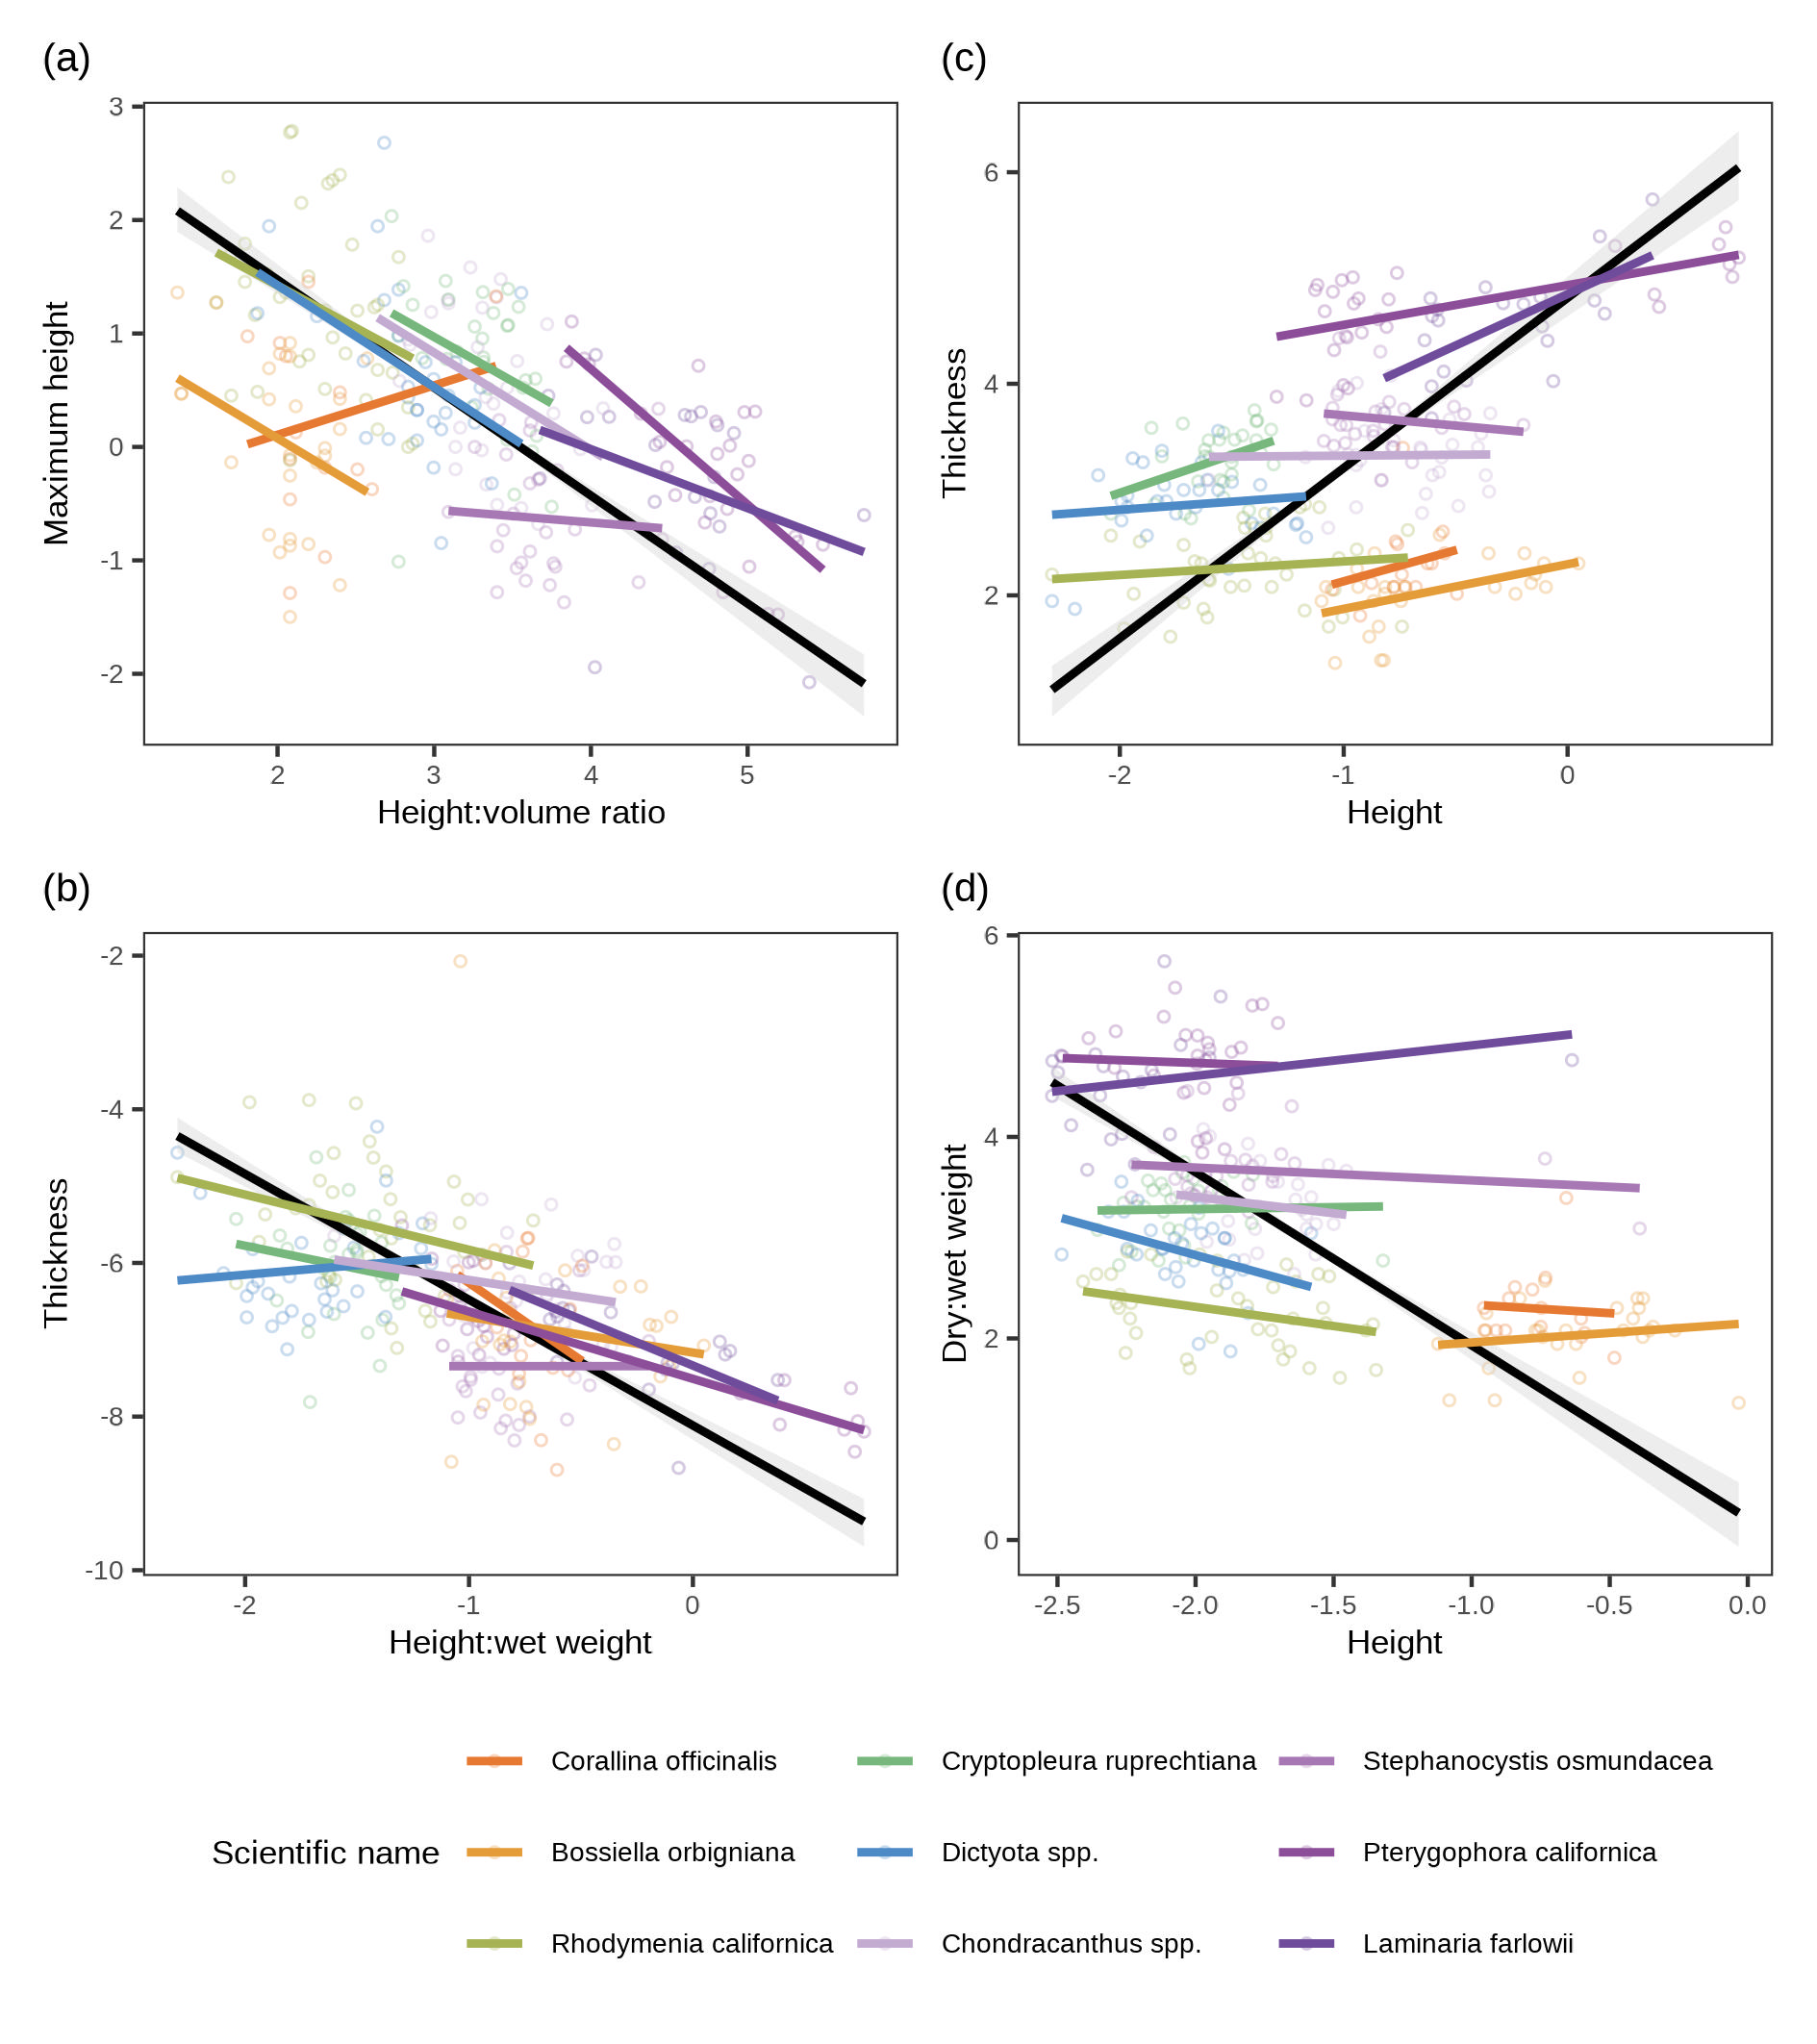 (a)
3
2
1
0
-1
-2
Maximum height
2 3 4 5
Height:volume ratio
(c)
6
4
2
Thickness
-2 -1 0
Height
(b)
-2
-4
-6
-8
-10
Thickness
-2 -1 0
Height:wet weight
(d)
6
4
2
0
Dry:wet weight
-2.5 -2.0 -1.5 -1.0 -0.5 0.0
Height
Scientific name
Corallina officinalis Cryptopleura ruprechtiana Stephanocystis osmundacea
Bossiella orbigniana Dictyota spp. Pterygophora californica
Rhodymenia californica Chondracanthus spp. Laminaria farlowii